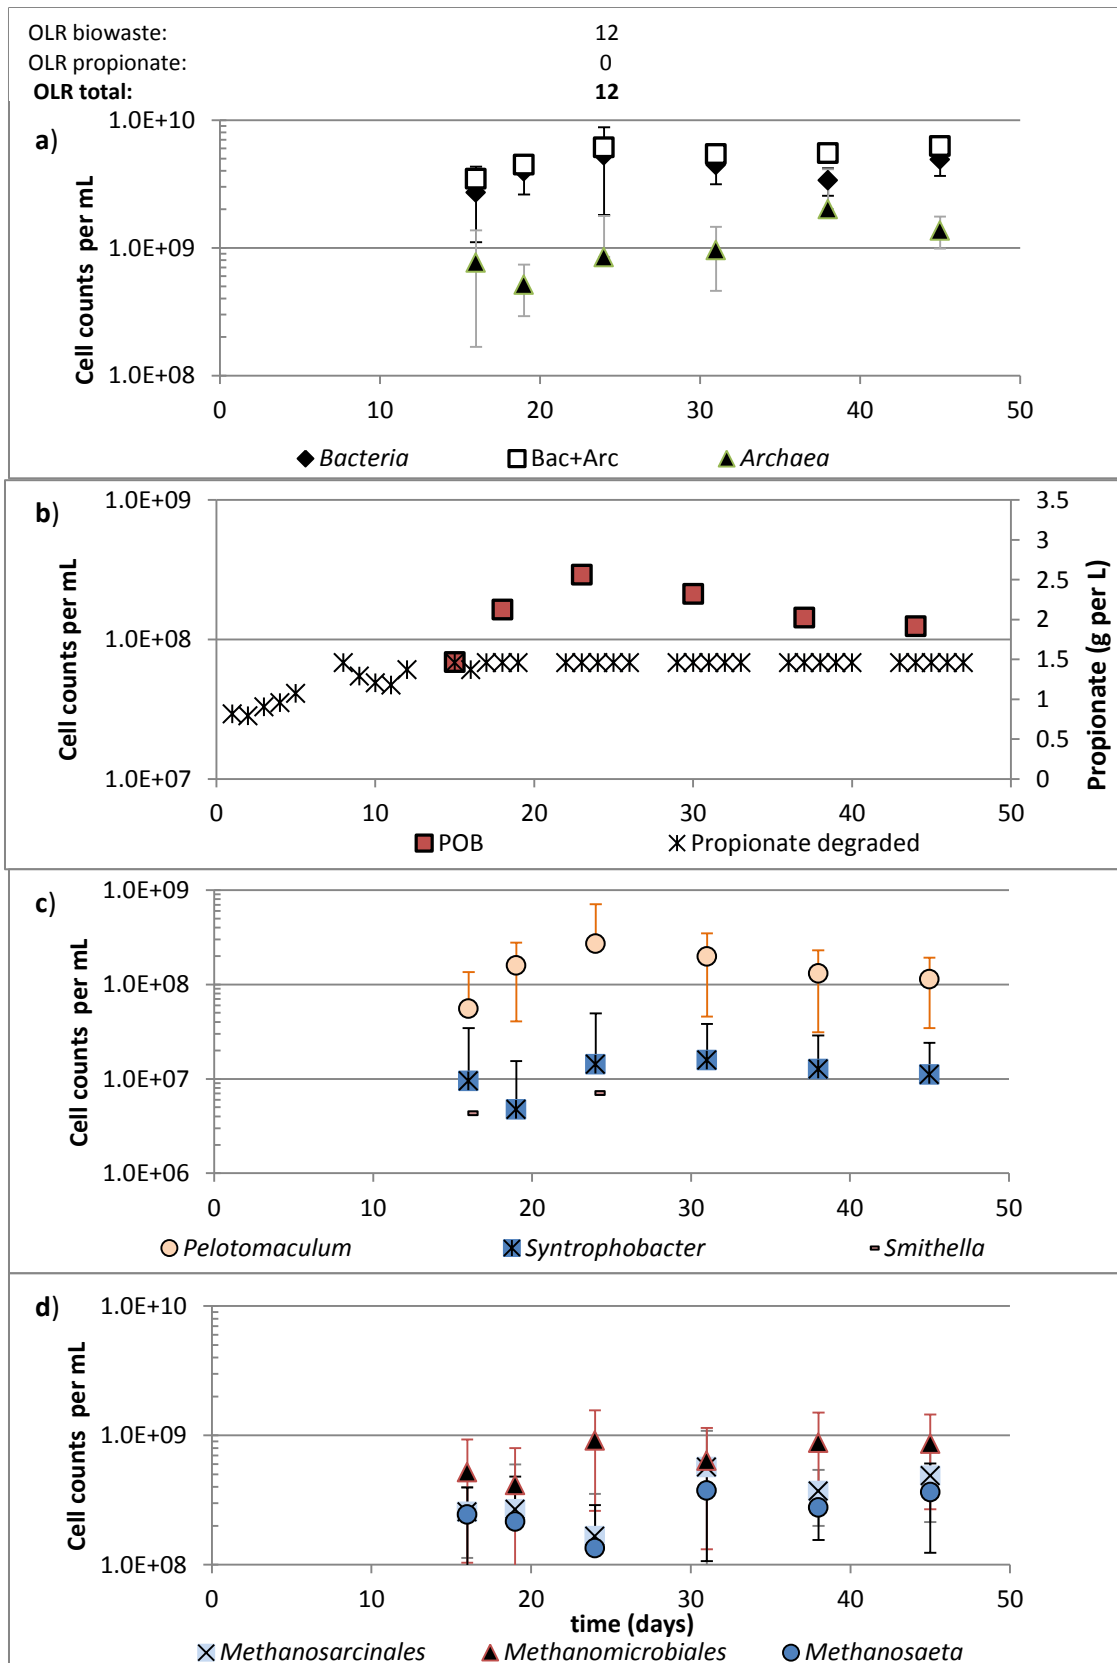 OLR biowaste: 12
OLR propionate: 0
OLR total: 12
a)
Cell counts per mL
1.0E+10
1.0E+09
1.0E+08
0 10 20 30 40 50
Bacteria Bac+Arc Archaea
b)
Cell counts per mL
1.0E+09
1.0E+08
1.0E+07
3.5
3
2.5
2
1.5
1
0.5
0
Propionate (g per L)
0 10 20 30 40 50
POB Propionate degraded
c)
Cell counts per mL
1.0E+09
1.0E+08
1.0E+07
1.0E+06
0 10 20 30 40 50
Pelotomaculum Syntrophobacter Smithella
d)
Cell counts per mL
1.0E+10
1.0E+09
1.0E+08
0 10 20 30 40 50
time (days)
Methanosarcinales Methanomicrobiales Methanosaeta